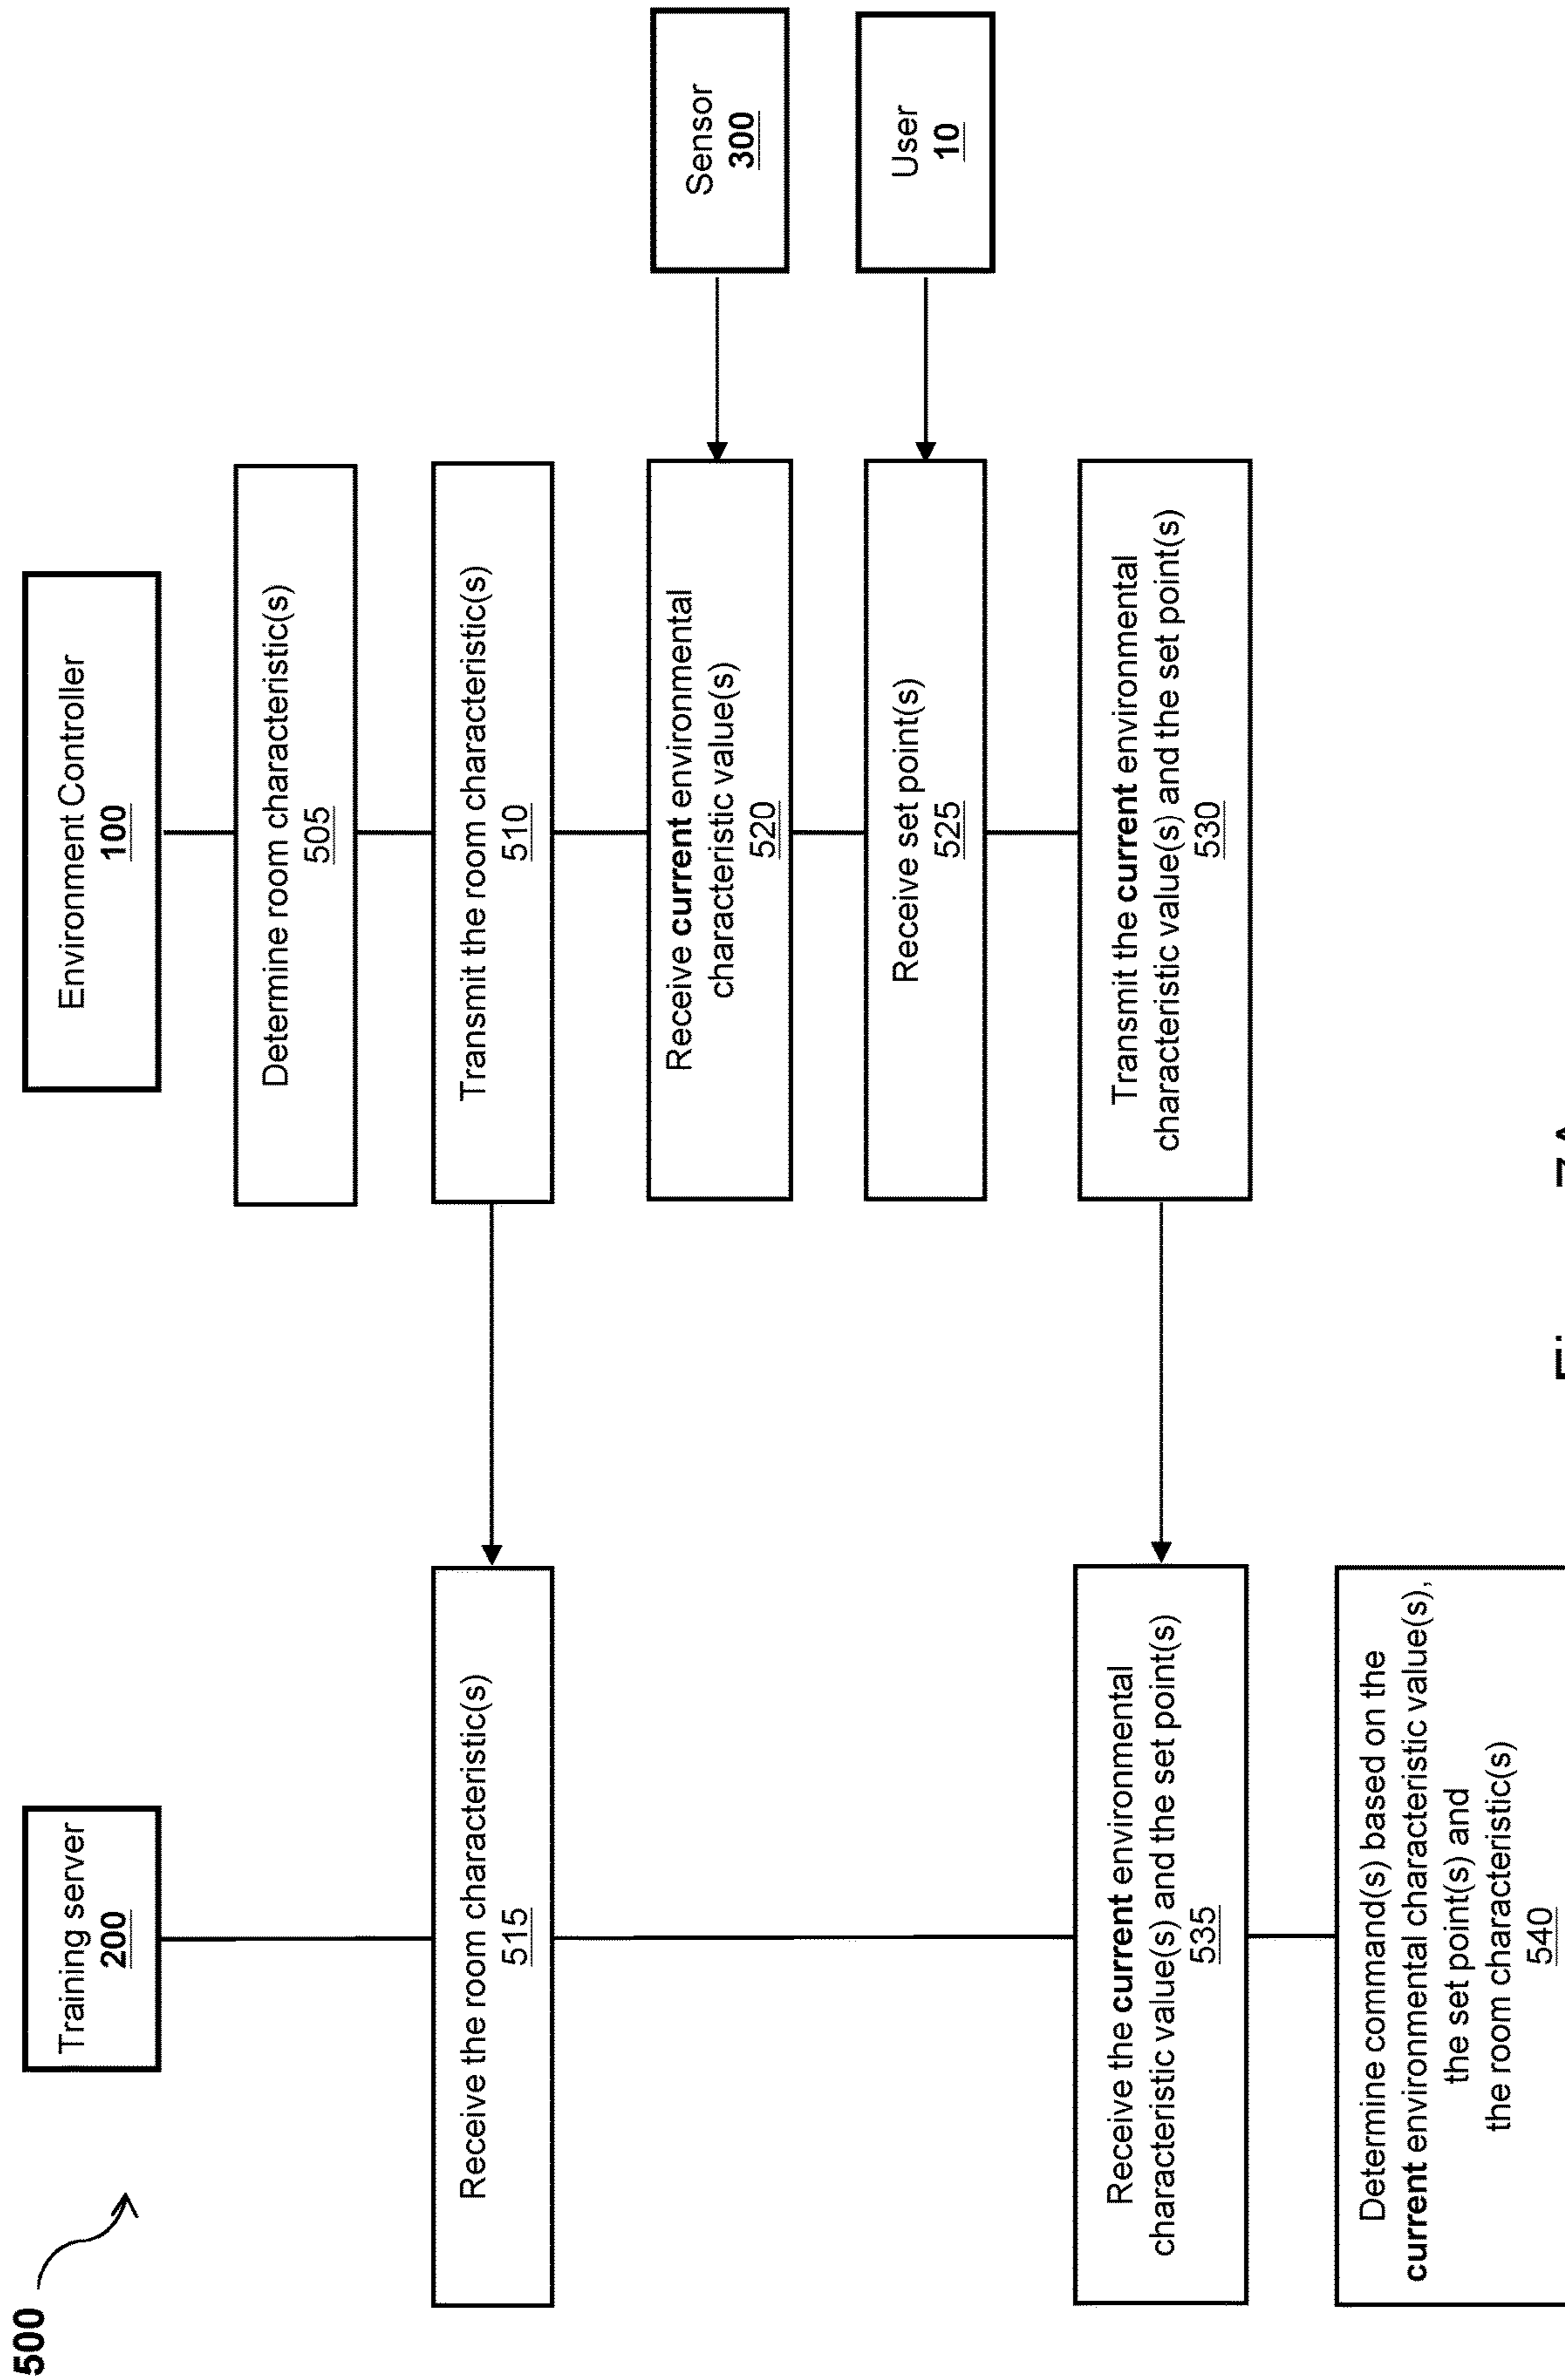 500
Training server
200
Environment Controller
100
Determine room characteristic(s)
505
Transmit the room characteristic(s)
510
Receive the room characteristic(s)
515
Receive current environmental
characteristic value(s)
520
Sensor
300
Receive set point(s)
525
User
10
Transmit the current environmental
characteristic value(s) and the set point(s)
530
Receive the current environmental
characteristic value(s) and the set point(s)
535
Determine command(s) based on the
current environmental characteristic value(s),
the set point(s) and
the room characteristic(s)
540